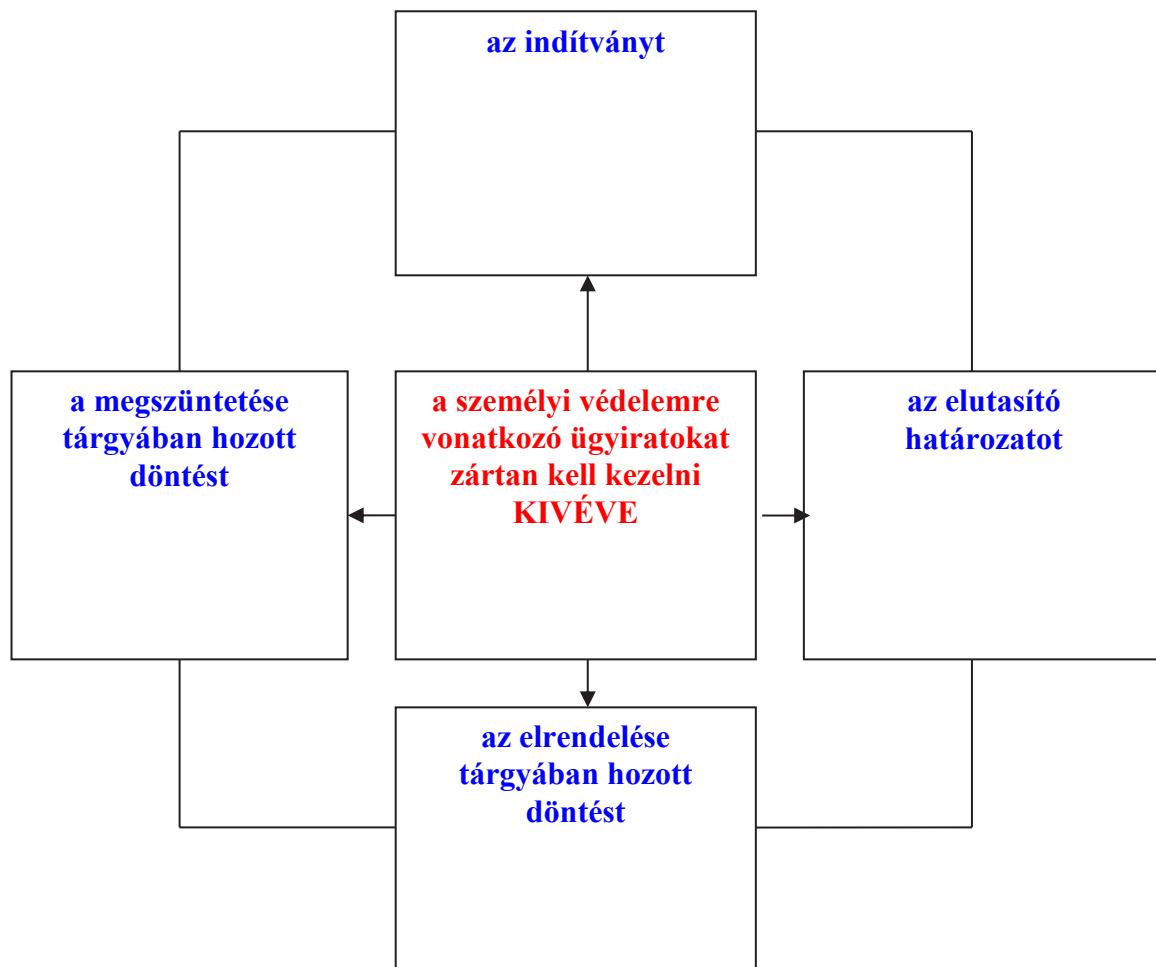 az indítványt
a megszüntetése
tárgyában hozott
döntést
a személyi védelemre
vonatkozó ügyiratokat
zártan kell kezelni
KIVÉVE
az elutasító
határozatot
az elrendelése
tárgyában hozott
döntést